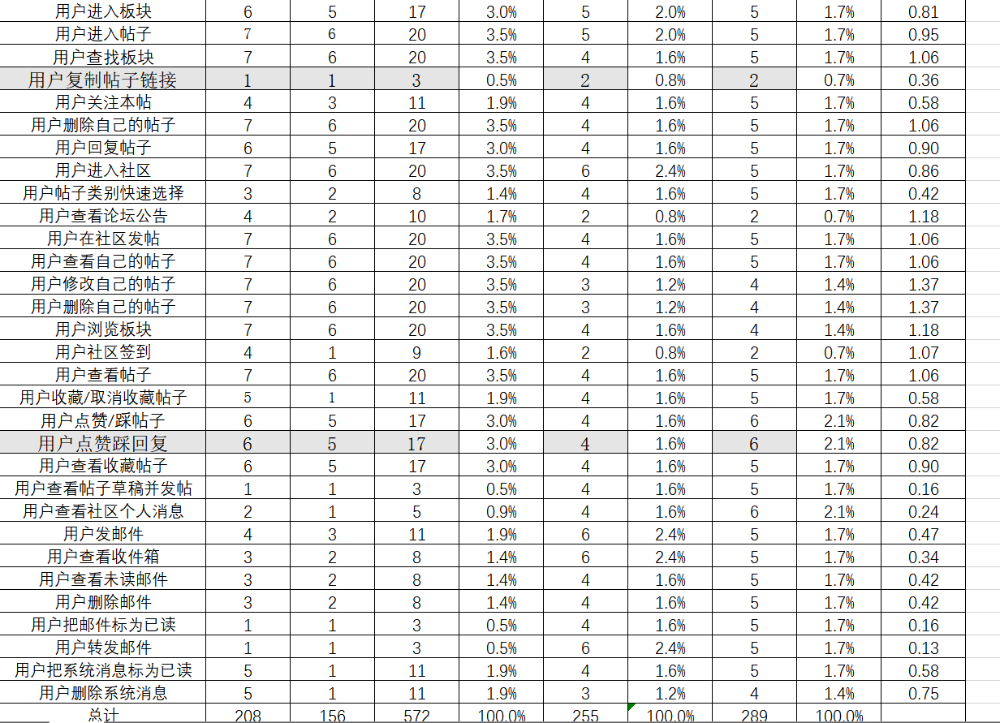 用户进入板块 6 5 17 3.0% 5 2.0% 5 1.7% 0.81
用户进入帖子 7 6 20 3.5% 5 2.0% 5 1.7% 0.95
用户查找板块 7 6 20 3.5% 4 1.6% 5 1.7% 1.06
用户复制帖子链接 1 1 3 0.5% 2 0.8% 2 0.7% 0.36
用户关注本帖 4 3 11 1.9% 4 1.6% 5 1.7% 0.58
用户删除自己的帖子 7 6 20 3.5% 4 1.6% 5 1.7% 1.06
用户回复帖子 6 5 17 3.0% 4 1.6% 5 1.7% 0.90
用户进入社区 7 6 20 3.5% 6 2.4% 5 1.7% 0.86
用户帖子类别快速选择 3 2 8 1.4% 4 1.6% 5 1.7% 0.42
用户查看论坛公告 4 2 10 1.7% 2 0.8% 2 0.7% 1.18
用户在社区发帖 7 6 20 3.5% 4 1.6% 5 1.7% 1.06
用户查看自己的帖子 7 6 20 3.5% 4 1.6% 5 1.7% 1.06
用户修改自己的帖子 7 6 20 3.5% 3 1.2% 4 1.4% 1.37
用户删除自己的帖子 7 6 20 3.5% 3 1.2% 4 1.4% 1.37
用户浏览板块 7 6 20 3.5% 4 1.6% 4 1.4% 1.18
用户社区签到 4 1 9 1.6% 2 0.8% 2 0.7% 1.07
用户查看帖子 7 6 20 3.5% 4 1.6% 5 1.7% 1.06
用户收藏/取消收藏帖子 5 1 11 1.9% 4 1.6% 5 1.7% 0.58
用户点赞/踩帖子 6 5 17 3.0% 4 1.6% 6 2.1% 0.82
用户点赞踩回复 6 5 17 3.0% 4 1.6% 6 2.1% 0.82
用户查看收藏帖子 6 5 17 3.0% 4 1.6% 5 1.7% 0.90
用户查看帖子草稿并发帖 1 1 3 0.5% 4 1.6% 5 1.7% 0.16
用户查看社区个人消息 2 1 5 0.9% 4 1.6% 6 2.1% 0.24
用户发邮件 4 3 11 1.9% 6 2.4% 5 1.7% 0.47
用户查看收件箱 3 2 8 1.4% 6 2.4% 5 1.7% 0.34
用户查看未读邮件 3 2 8 1.4% 4 1.6% 5 1.7% 0.42
用户删除邮件 3 2 8 1.4% 4 1.6% 5 1.7% 0.42
用户把邮件标为已读 1 1 3 0.5% 4 1.6% 5 1.7% 0.16
用户转发邮件 1 1 3 0.5% 6 2.4% 5 1.7% 0.13
用户把系统消息标为已读 5 1 11 1.9% 4 1.6% 5 1.7% 0.58
用户删除系统消息 5 1 11 1.9% 3 1.2% 4 1.4% 0.75
总计 208 156 572 100.0% 255 100.0% 289 100.0%